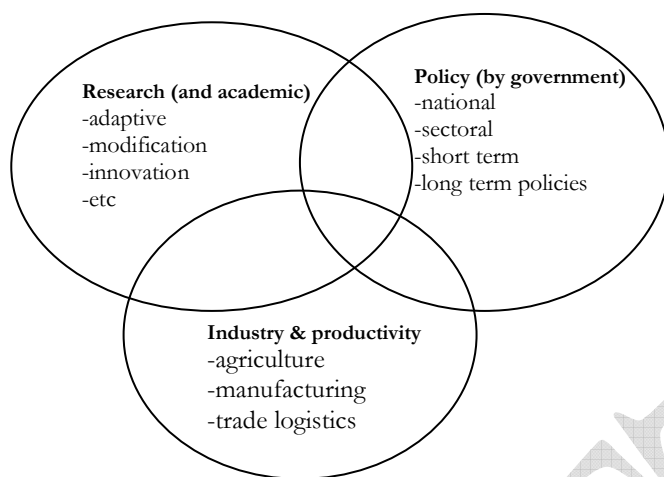 Research (and academic)
-adaptive
-modification
-innovation
-etc
Policy (by government)
-national
-sectoral
-short term
-long term policies
Industry & productivity
-agriculture
-manufacturing
-trade logistics